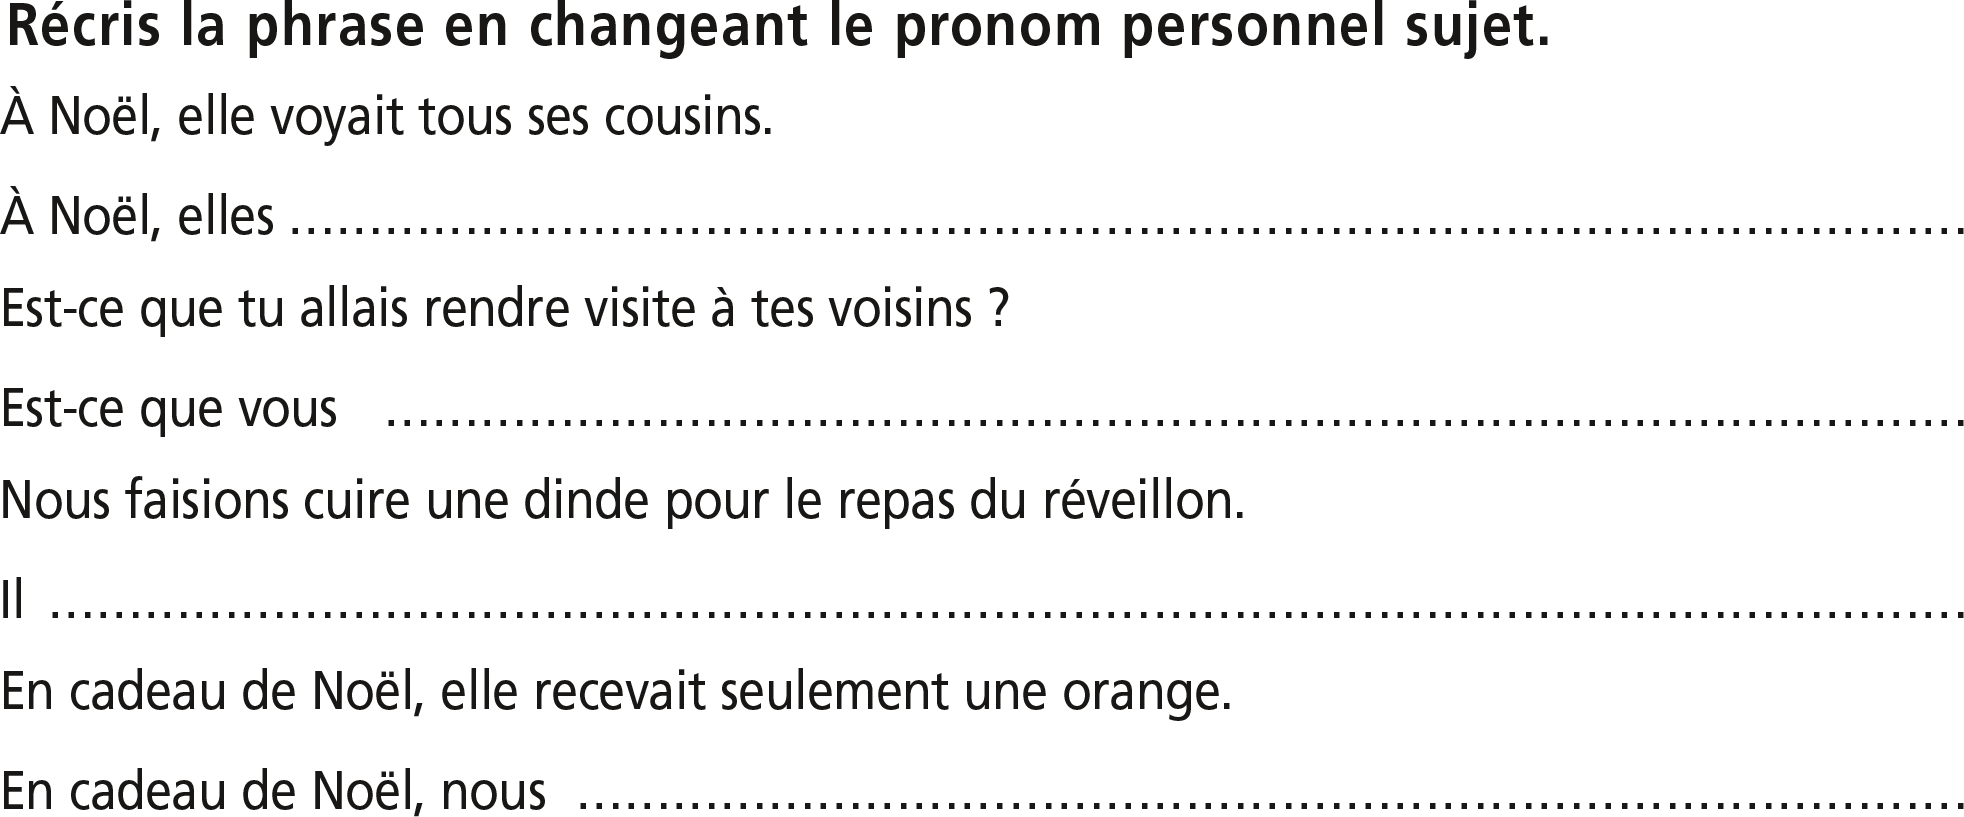 Récris la phrase en changeant le pronom personnel sujet.
À Noël, elle voyait tous ses cousins.
À Noël, elles ........................................................................................................
Est-ce que tu allais rendre visite à tes voisins ?
Est-ce que vous ...................................................................................................
Nous faisions cuire une dinde pour le repas du réveillon.
Il ........................................................................................................................
En cadeau de Noël, elle recevait seulement une orange.
En cadeau de Noël, nous .......................................................................................